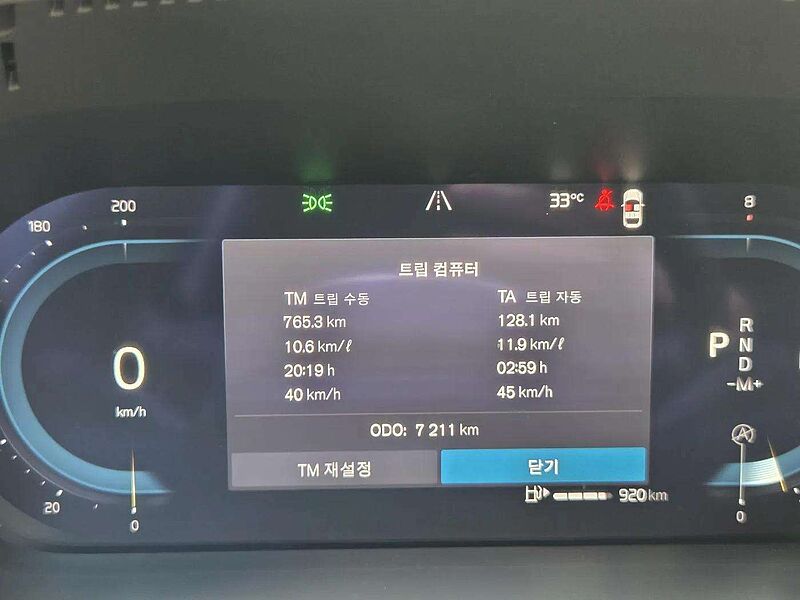 200
180
33°C
8
트립 컴퓨터
TM 트립 수동
TA 트립 자동
765.3 km
128.1 km
10.6 km/ℓ
11.9 km/ℓ
20:19 h
02:59 h
40 km/h
45 km/h
0
km/h
P
R
N
D
-M+
A
ODO: 7 211 km
TM 재설정
닫기
920 km
20
0
0